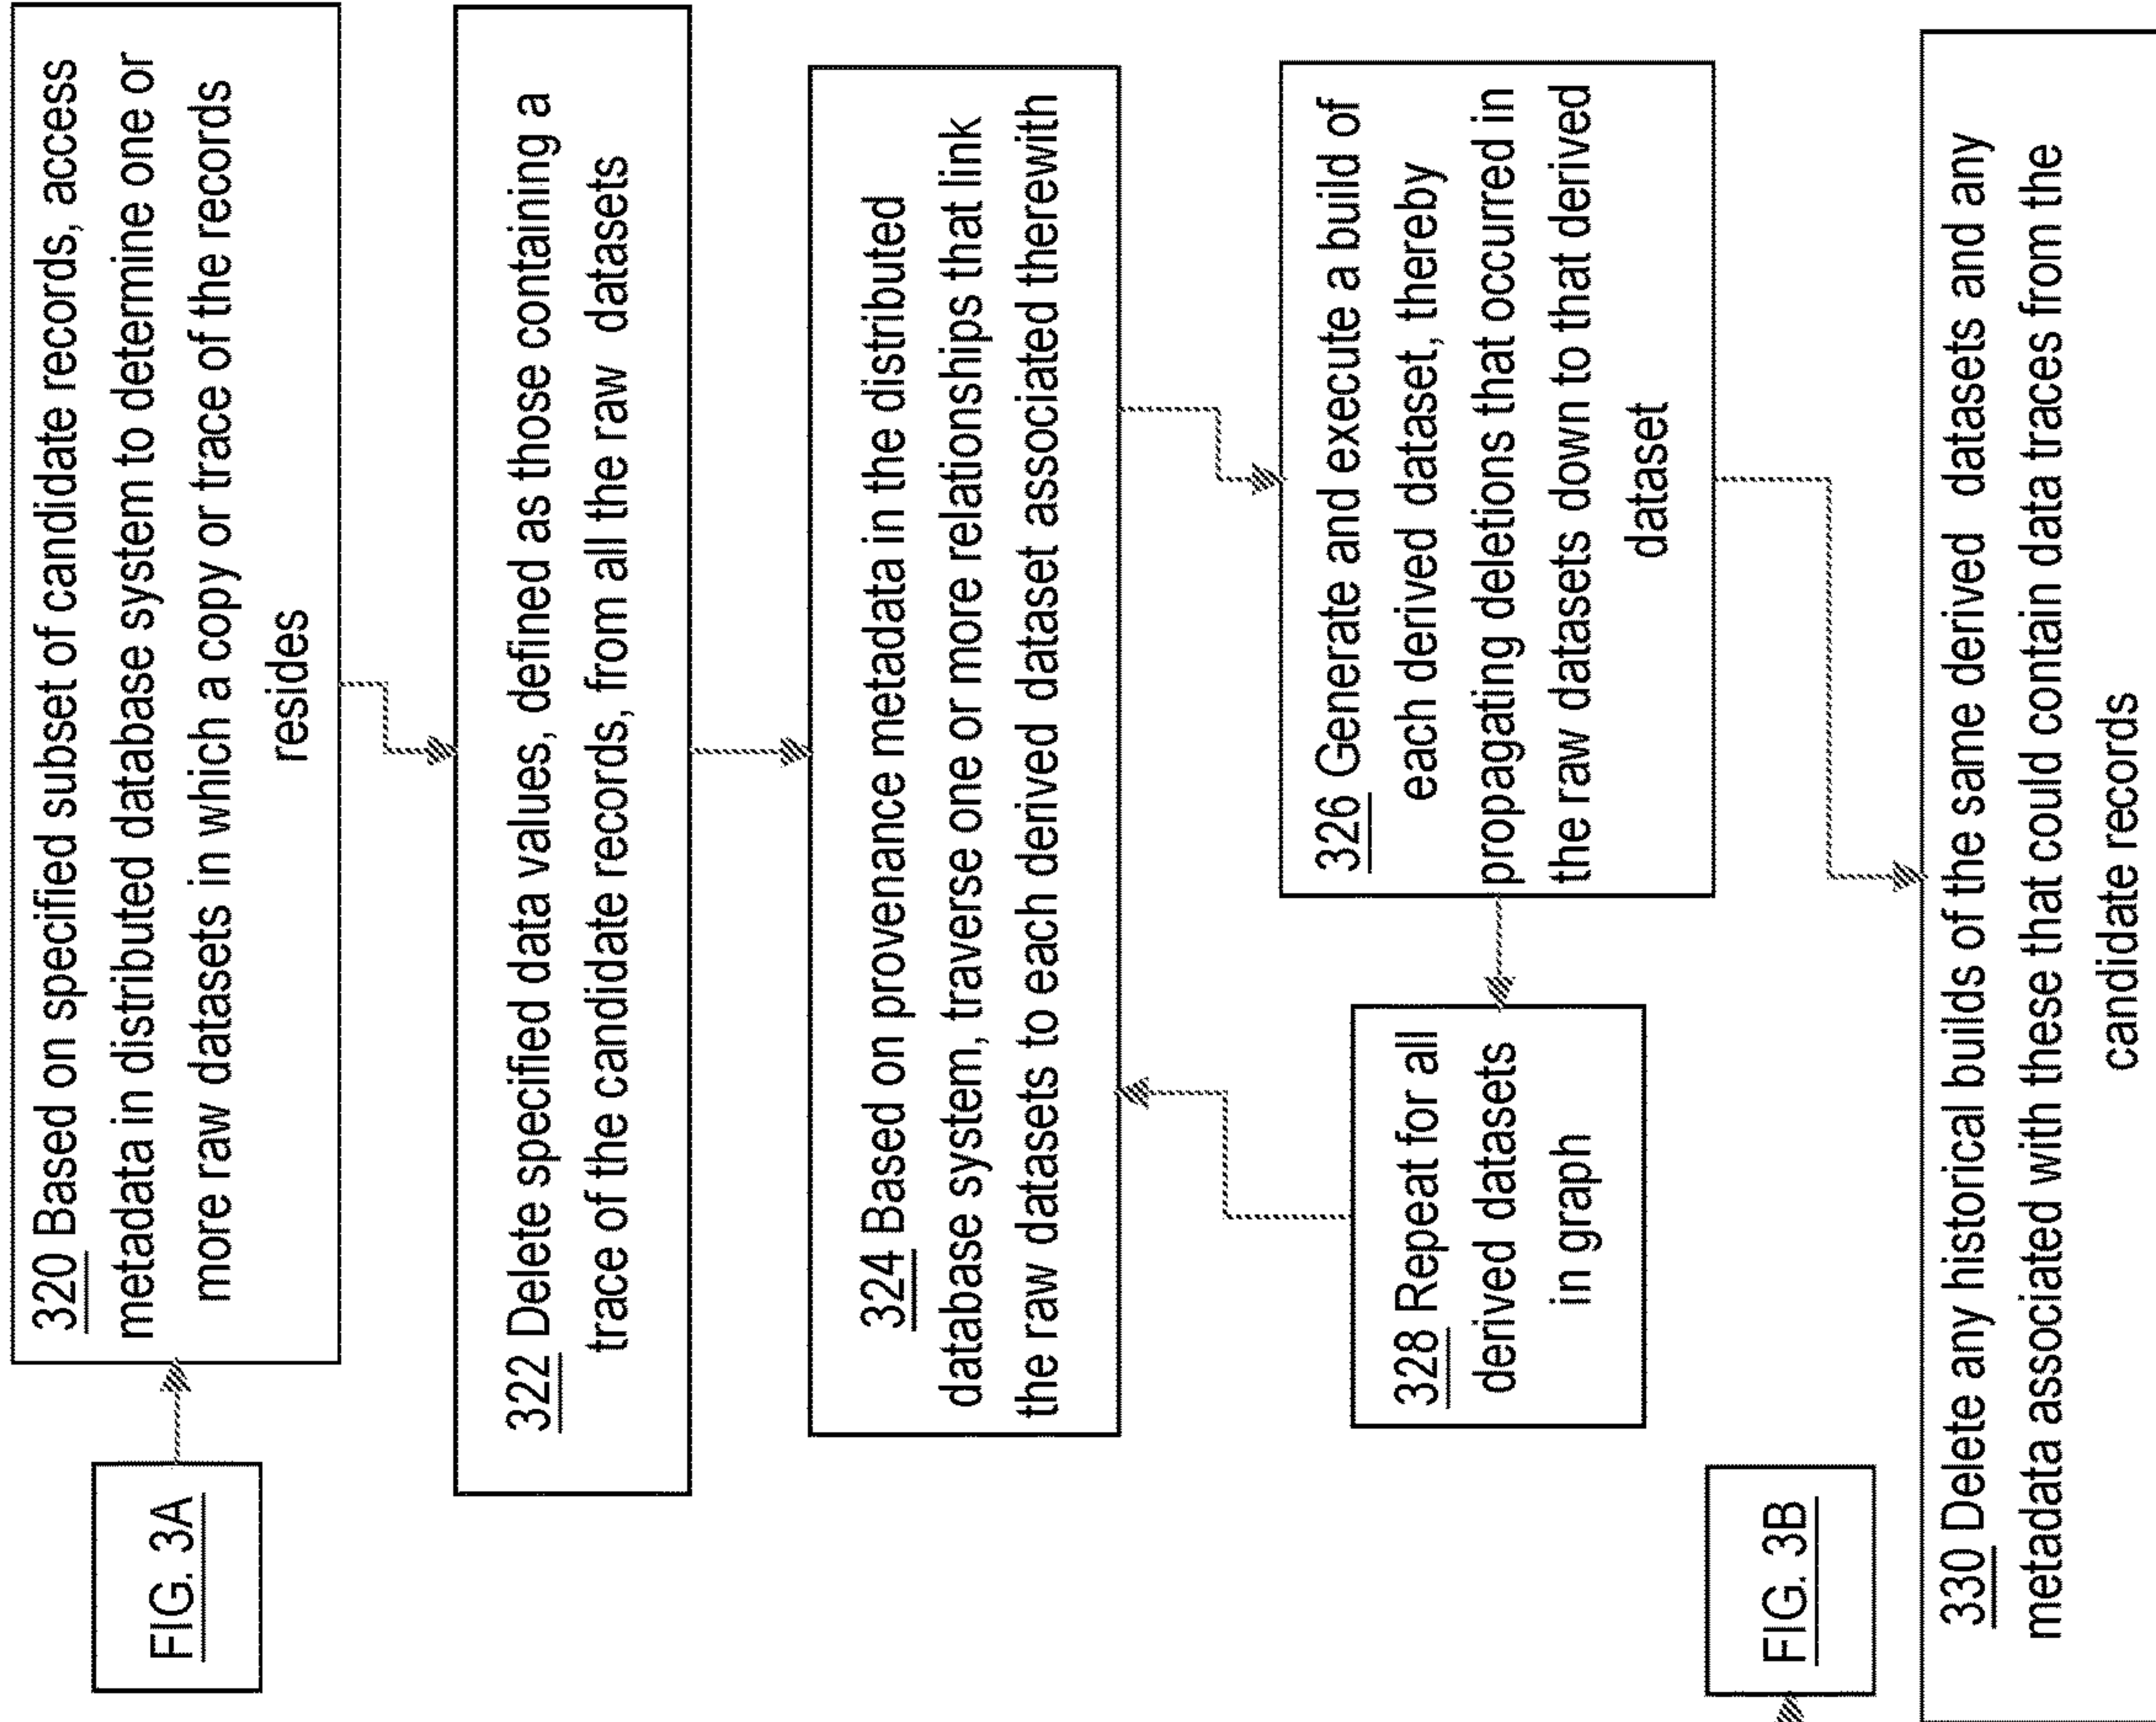 FIG. 3A
320 Based on specified subset of candidate records, access
metadata in distributed database system to determine one or
more raw datasets in which a copy or trace of the records
resides
322 Delete specified data values, defined as those containing a
trace of the candidate records, from all the raw datasets
324 Based on provenance metadata in the distributed
database system, traverse one or more relationships that link
the raw datasets to each derived dataset associated therewith
326 Generate and execute a build of
each derived dataset, thereby
propagating deletions that occurred in
the raw datasets down to that derived
dataset
328 Repeat for all
derived datasets
in graph
FIG. 3B
330 Delete any historical builds of the same derived datasets and any
metadata associated with these that could contain data traces from the
candidate records